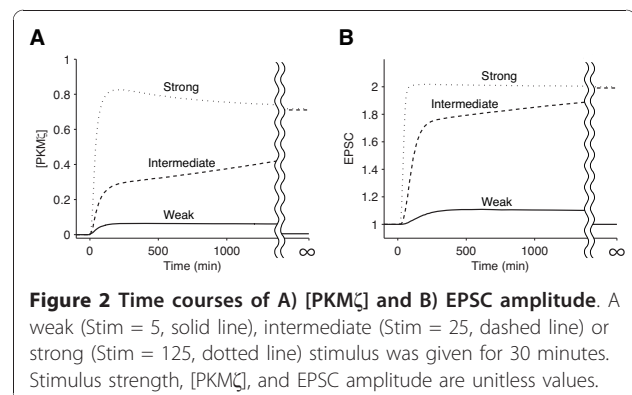 A
B
1
0.8
0.6
0.4
0.2
0
[PKMζ]
Strong
Intermediate
Weak
0
500
1000
∞
Time (min)
2
1.8
1.6
1.4
1.2
1
EPSC
Strong
Intermediate
Weak
0
500
1000
∞
Time (min)
Figure 2 Time courses of A) [PKMζ] and B) EPSC amplitude. A
weak (Stim = 5, solid line), intermediate (Stim = 25, dashed line) or
strong (Stim = 125, dotted line) stimulus was given for 30 minutes.
Stimulus strength, [PKMζ], and EPSC amplitude are unitless values.